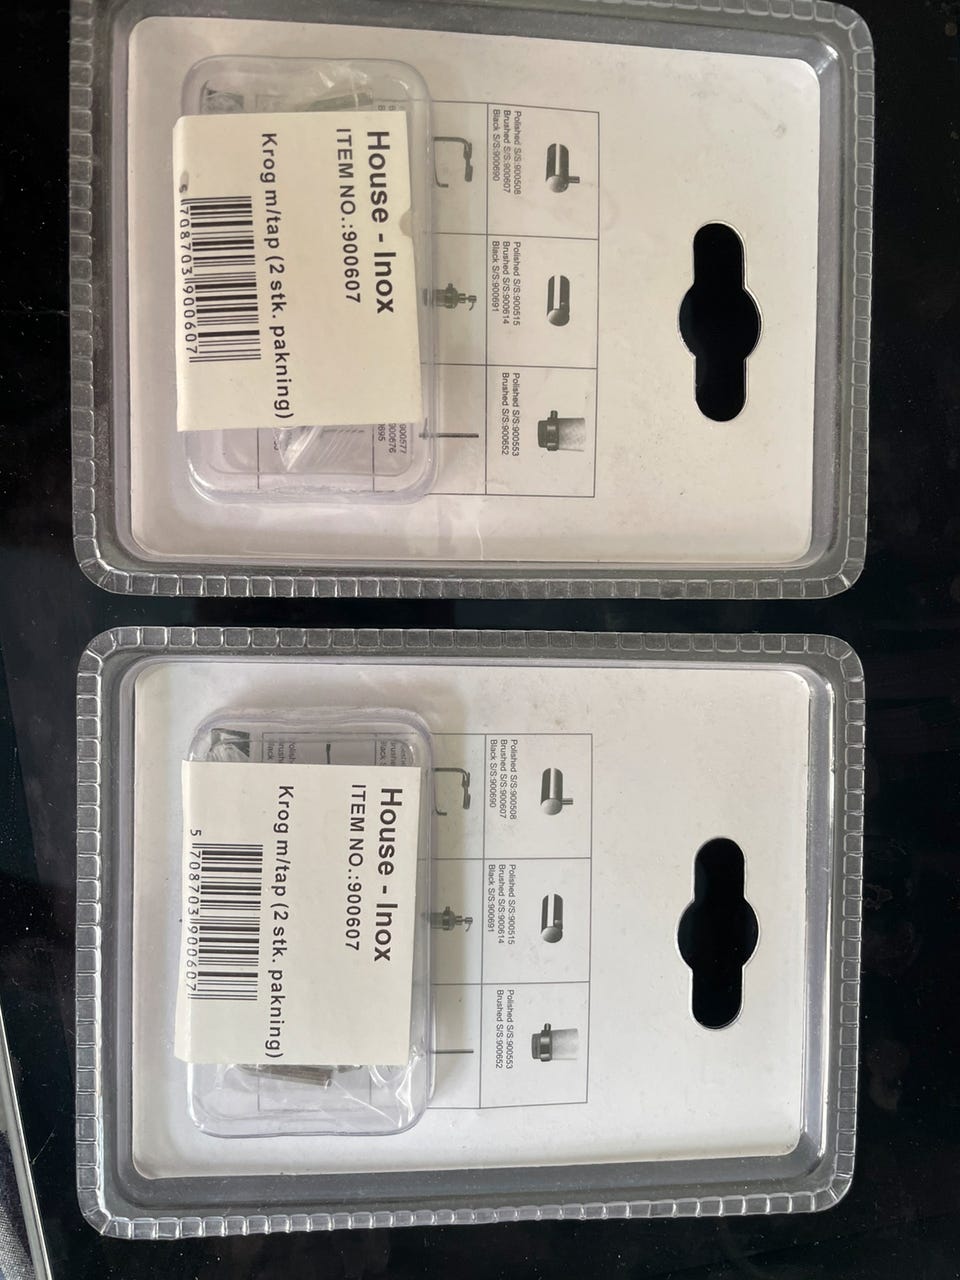 House - Inox
ITEM NO.:900607
Krog m/tap (2 stk. pakning)
5 708703 900607
Polished S/S:900508
Brushed S/S:900607
Black S/S:900690
Polished S/S:900515
Brushed S/S:900614
Black S/S:900691
Polished S/S:900553
Brushed S/S:900652
900577
900676
House - Inox
ITEM NO.:900607
Krog m/tap (2 stk. pakning)
5 708703 900607
Polished S/S:900508
Brushed S/S:900607
Black S/S:900690
Polished S/S:900515
Brushed S/S:900614
Black S/S:900691
Polished S/S:900553
Brushed S/S:900652